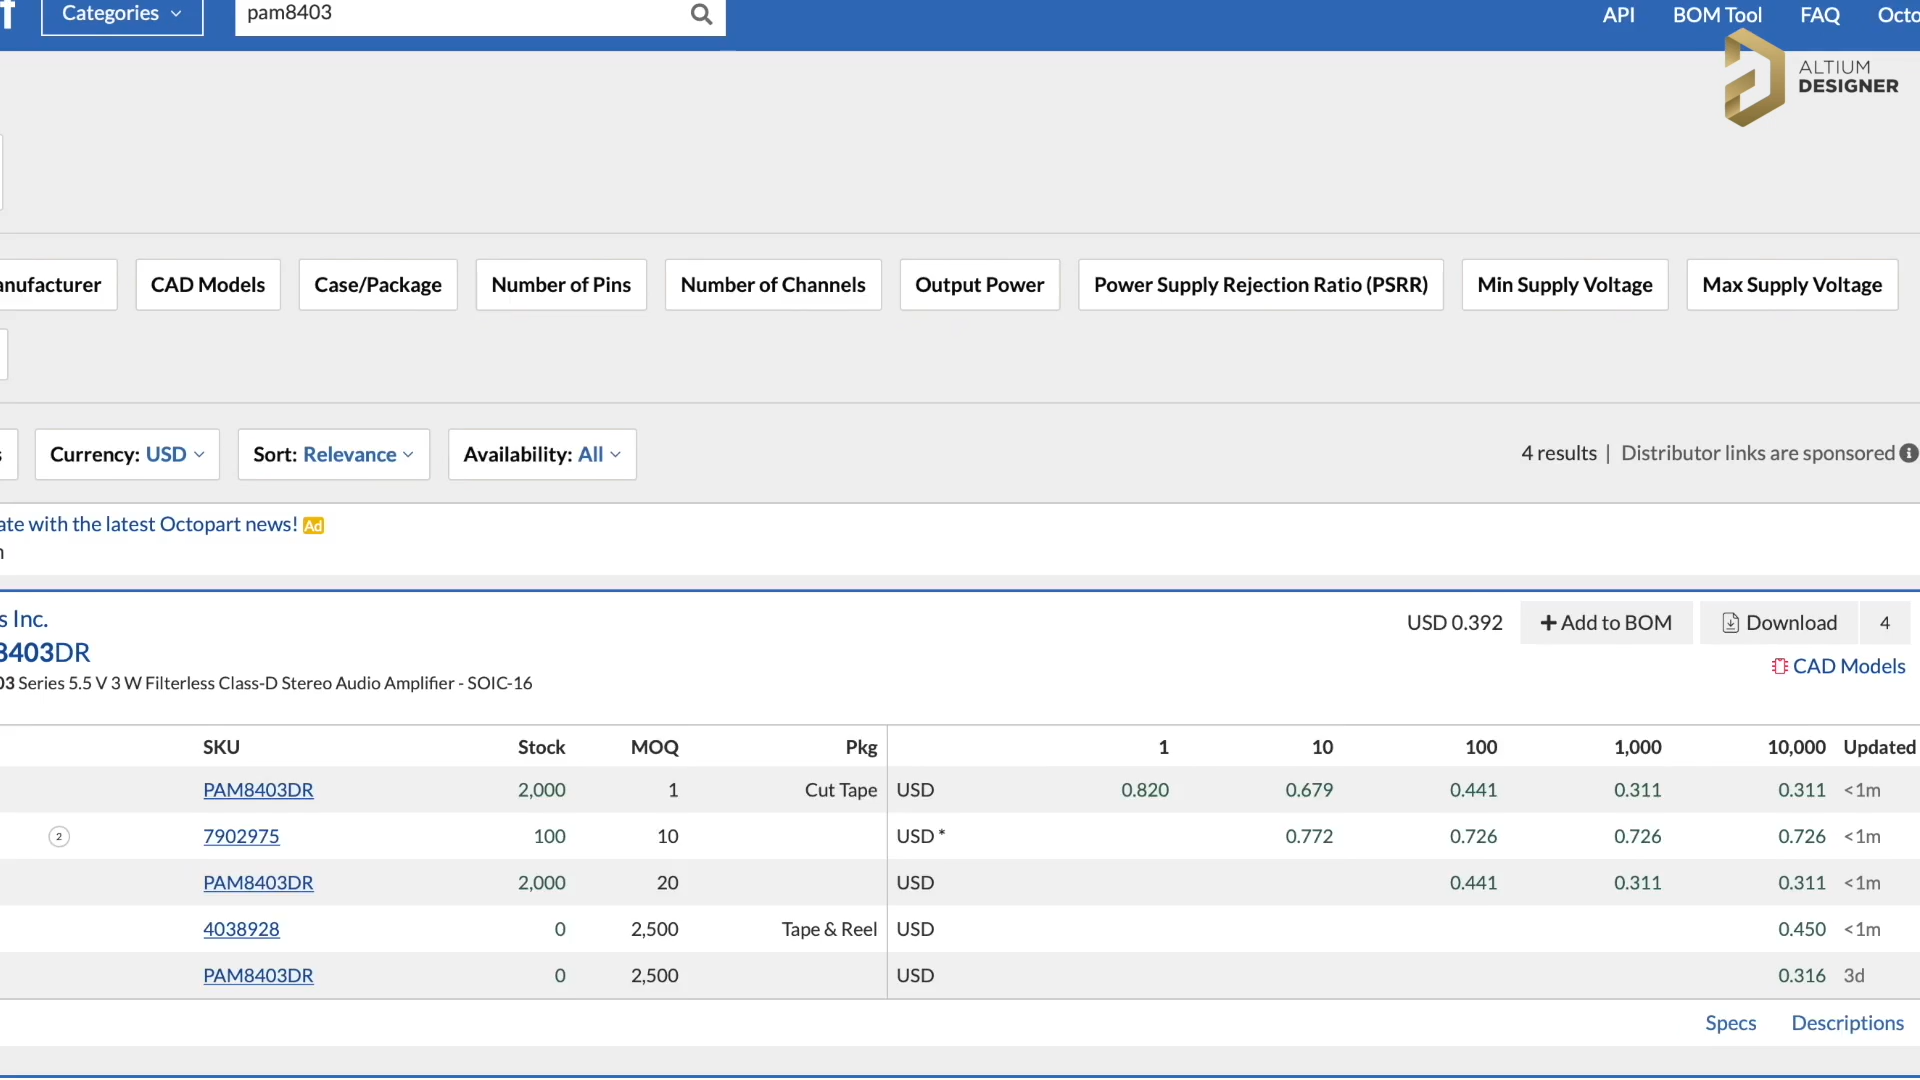 Categories
pam8403
API BOM Tool FAQ Octo
ALTIUM
DESIGNER
anufacturer CAD Models Case/Package Number of Pins Number of Channels Output Power Power Supply Rejection Ratio (PSRR) Min Supply Voltage Max Supply Voltage
Currency: USD Sort: Relevance Availability: All 4 results | Distributor links are sponsored
ate with the latest Octopart news! Ad
s Inc. USD 0.392 + Add to BOM Download 4
8403DR
CAD Models
03 Series 5.5 V 3 W Filterless Class-D Stereo Audio Amplifier - SOIC-16
SKU Stock MOQ Pkg 1 10 100 1,000 10,000 Updated
PAM8403DR 2,000 1 Cut Tape USD 0.820 0.679 0.441 0.311 0.311 <1m
2 7902975 100 10 USD * 0.772 0.726 0.726 0.726 <1m
PAM8403DR 2,000 20 USD 0.441 0.311 0.311 <1m
4038928 0 2,500 Tape & Reel USD 0.450 <1m
PAM8403DR 0 2,500 USD 0.316 3d
Specs Descriptions